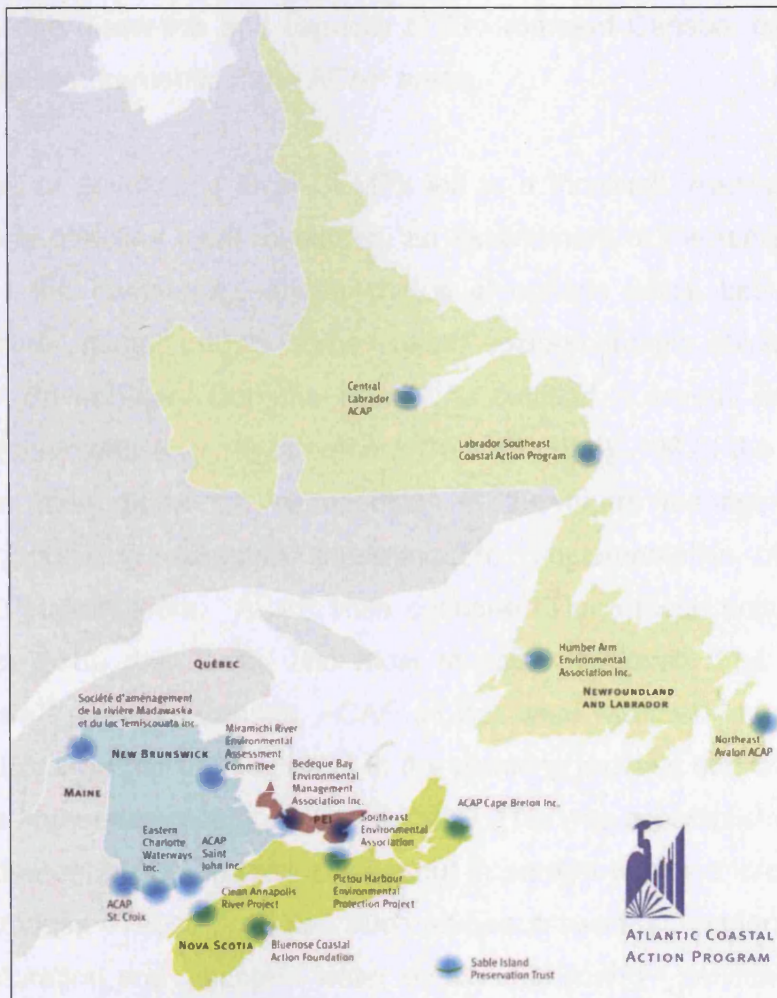 Central
Labrador
ACAP
Labrador Southeast
Coastal Action Program
Humber Arm
Environmental
Association Inc.
NEWFOUNDLAND
AND LABRADOR
Northeast
Avalon ACAP
QUÉBEC
Société d'aménagement
de la rivière Madawaska
et du lac Temiscouata inc.
NEW BRUNSWICK
Miramichi River
Environmental
Assessment
Committee
MAINE
Bedeque Bay
Environmental
Management
Association Inc.
PEI
Southeast
Environmental
Association
ACAP Cape Breton Inc.
Eastern
Charlotte
Waterways
Inc.
ACAP
Saint
John Inc.
ACAP
St. Croix
Clean Annapolis
River Project
Pictou Harbour
Environmental
Protection Project
NOVA SCOTIA
Bluenose Coastal
Action Foundation
Sable Island
Preservation Trust
ATLANTIC COASTAL
ACTION PROGRAM